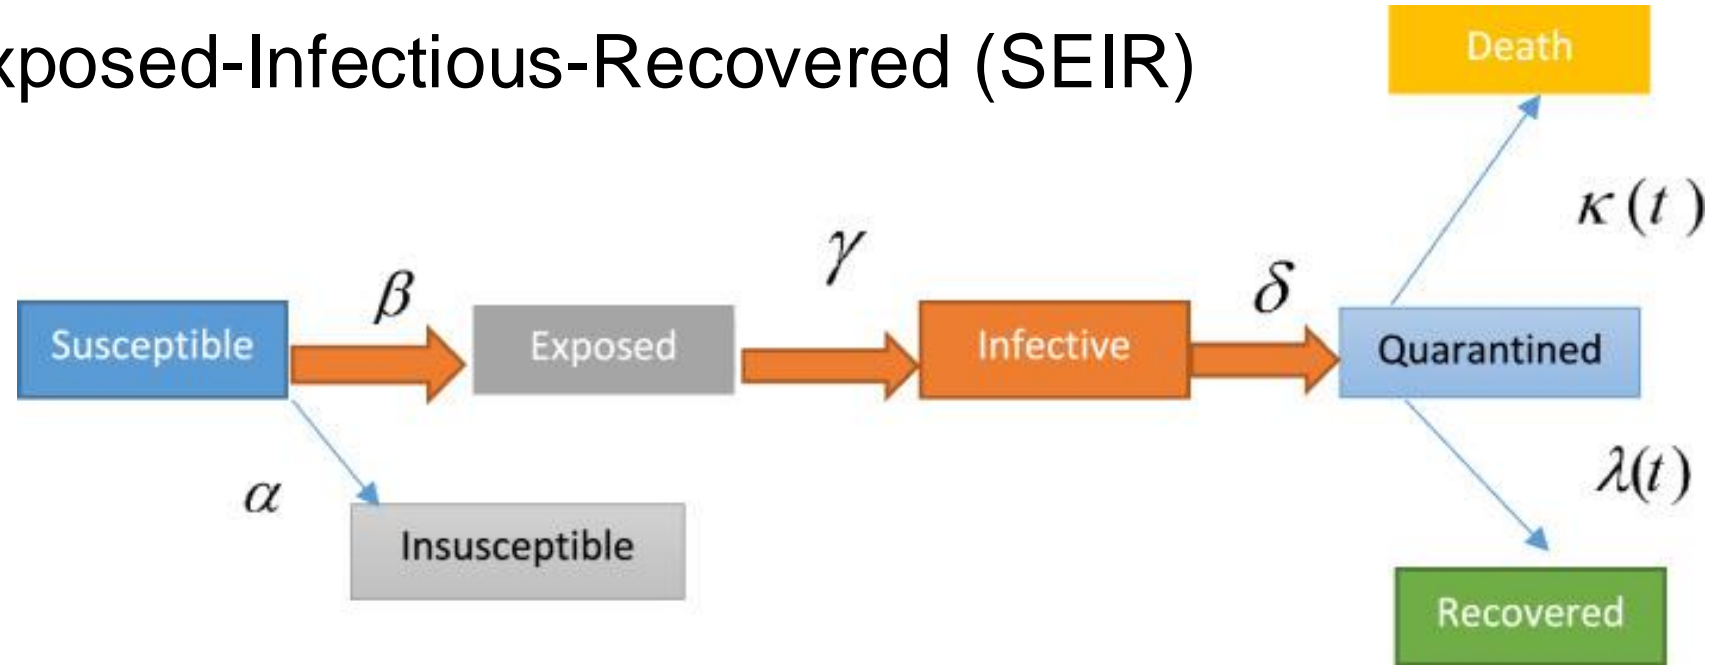 xposed-Infectious-Recovered (SEIR)
Death
κ(t)
β
γ
δ
Susceptible
Exposed
Infective
Quarantined
α
λ(t)
Insusceptible
Recovered